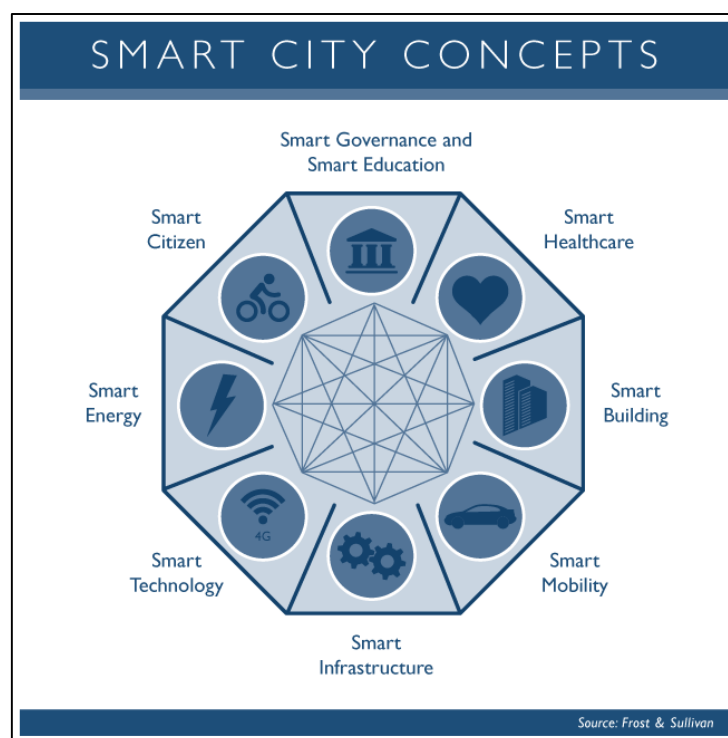 SMART CITY CONCEPTS
Smart Governance and
Smart Education
Smart
Citizen
Smart
Healthcare
Smart
Energy
Smart
Building
4G
Smart
Technology
Smart
Mobility
Smart
Infrastructure
Source: Frost & Sullivan